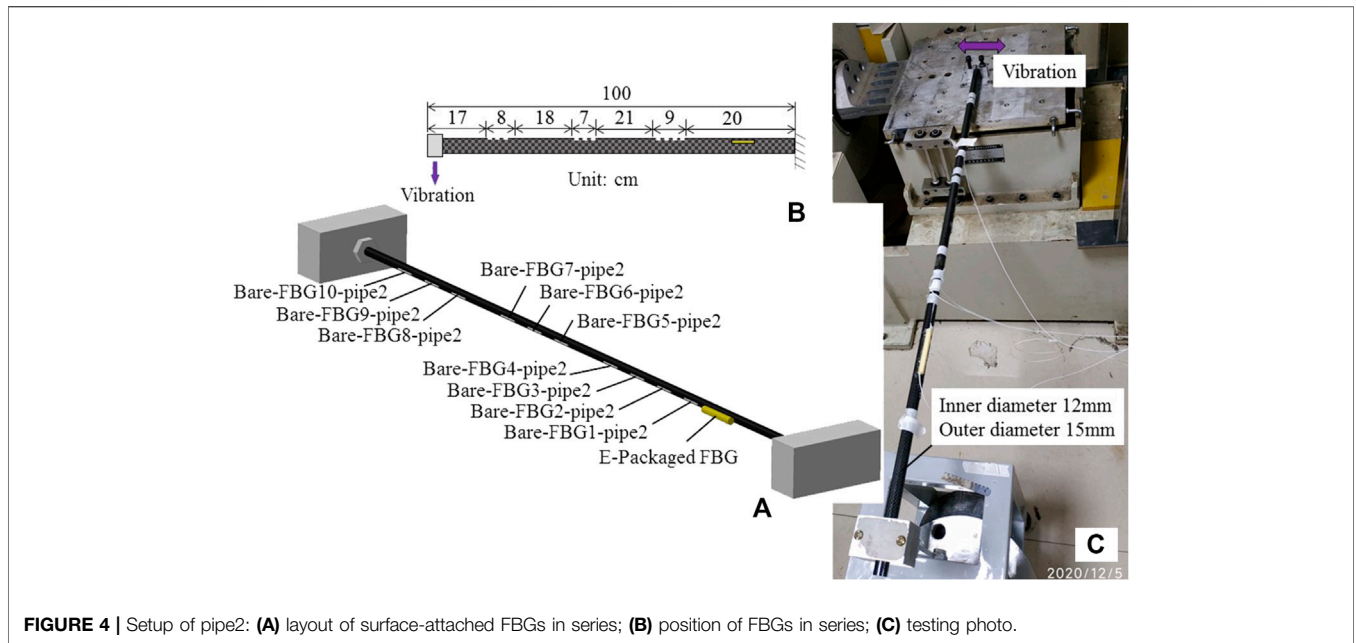 100
17 8 18 7 21 9 20
Vibration
Unit: cm
B
Bare-FBG7-pipe2
Bare-FBG10-pipe2
Bare-FBG6-pipe2
Bare-FBG9-pipe2
Bare-FBG5-pipe2
Bare-FBG8-pipe2
Bare-FBG4-pipe2
Bare-FBG3-pipe2
Bare-FBG2-pipe2
Bare-FBG1-pipe2
E-Packaged FBG
A
Vibration
Inner diameter 12mm
Outer diameter 15mm
C
2020/12/5
FIGURE 4 | Setup of pipe2: (A) layout of surface-attached FBGs in series; (B) position of FBGs in series; (C) testing photo.